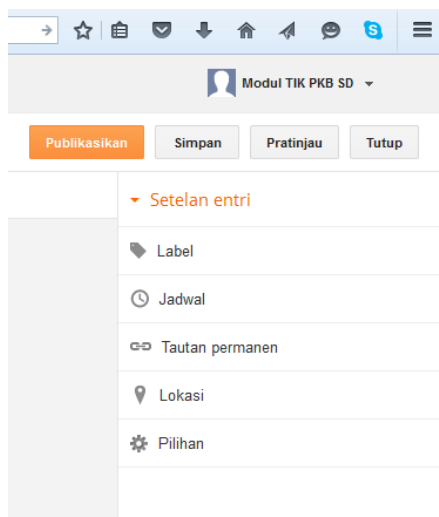 Modul TIK PKB SD
Publikasikan Simpan Pratinjau Tutup
Setelan entri
Label
Jadwal
Tautan permanen
Lokasi
Pilihan